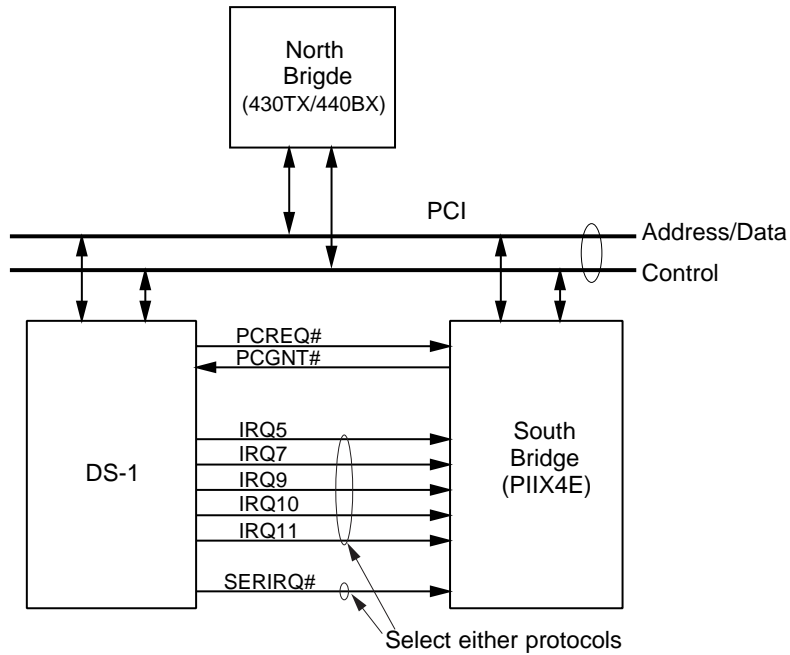 North
Brigde
(430TX/440BX)
PCI
Address/Data
Control
PCREQ#
PCGNT#
IRQ5
IRQ7
IRQ9
IRQ10
IRQ11
SERIRQ#
DS-1
South
Bridge
(PIIX4E)
Select either protocols